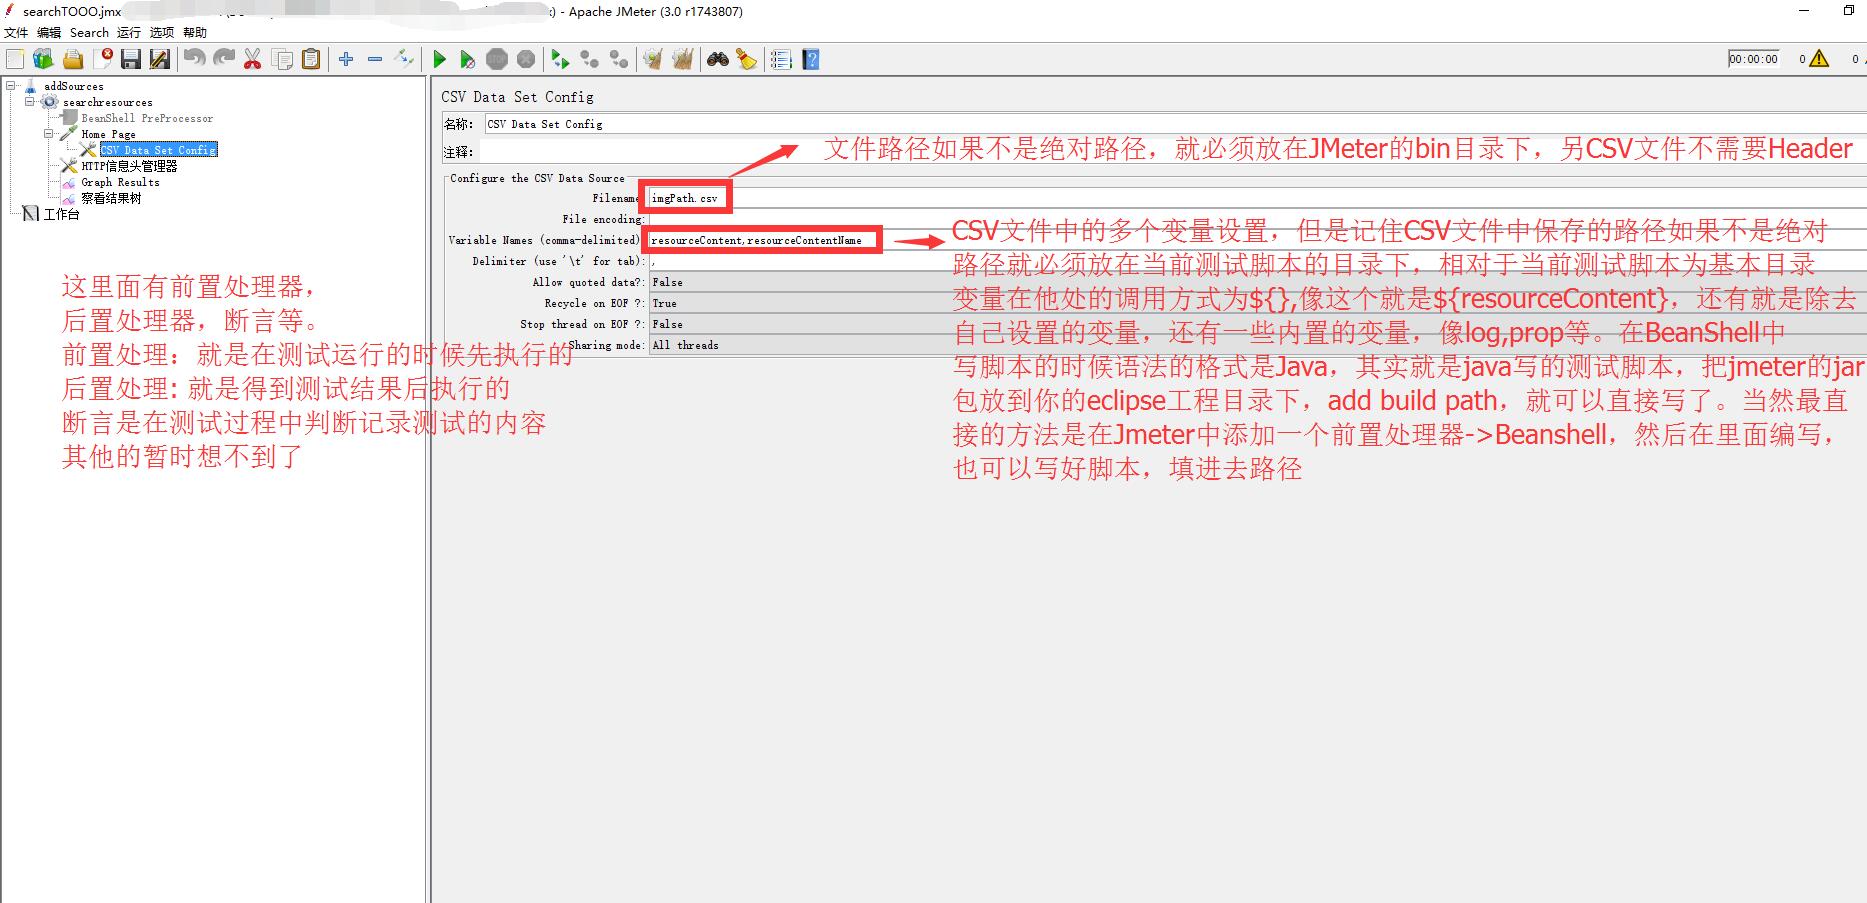 searchTOOO.jmx
- Apache JMeter (3.0 r1743807)
文件 编辑 Search 运行 选项 帮助
00:00:00 0 0
addSources
searchresources
BeanShell PreProcessor
Home Page
CSV Data Set Config
HTTP信息头管理器
Graph Results
察看结果树
工作台
这里面有前置处理器，
后置处理器，断言等。
前置处理：就是在测试运行的时候先执行的
后置处理: 就是得到测试结果后执行的
断言是在测试过程中判断记录测试的内容
其他的暂时想不到了
CSV Data Set Config
名称： CSV Data Set Config
注释：
文件路径如果不是绝对路径，就必须放在JMeter的bin目录下，另CSV文件不需要Header
Configure the CSV Data Source
Filename imgPath.csv
File encoding:
Variable Names (comma-delimited) resourceContent,resourceContentName
Delimiter (use '\t' for tab): ,
Allow quoted data?: False
Recycle on EOF ?: True
Stop thread on EOF ?: False
Sharing mode: All threads
CSV文件中的多个变量设置，但是记住CSV文件中保存的路径如果不是绝对
路径就必须放在当前测试脚本的目录下，相对于当前测试脚本为基本目录
变量在他处的调用方式为${},像这个就是${resourceContent}，还有就是除去
自己设置的变量，还有一些内置的变量，像log,prop等。在BeanShell中
写脚本的时候语法的格式是Java，其实就是java写的测试脚本，把jmeter的jar
包放到你的eclipse工程目录下，add build path，就可以直接写了。当然最直
接的方法是在Jmeter中添加一个前置处理器->Beanshell，然后在里面编写，
也可以写好脚本，填进去路径